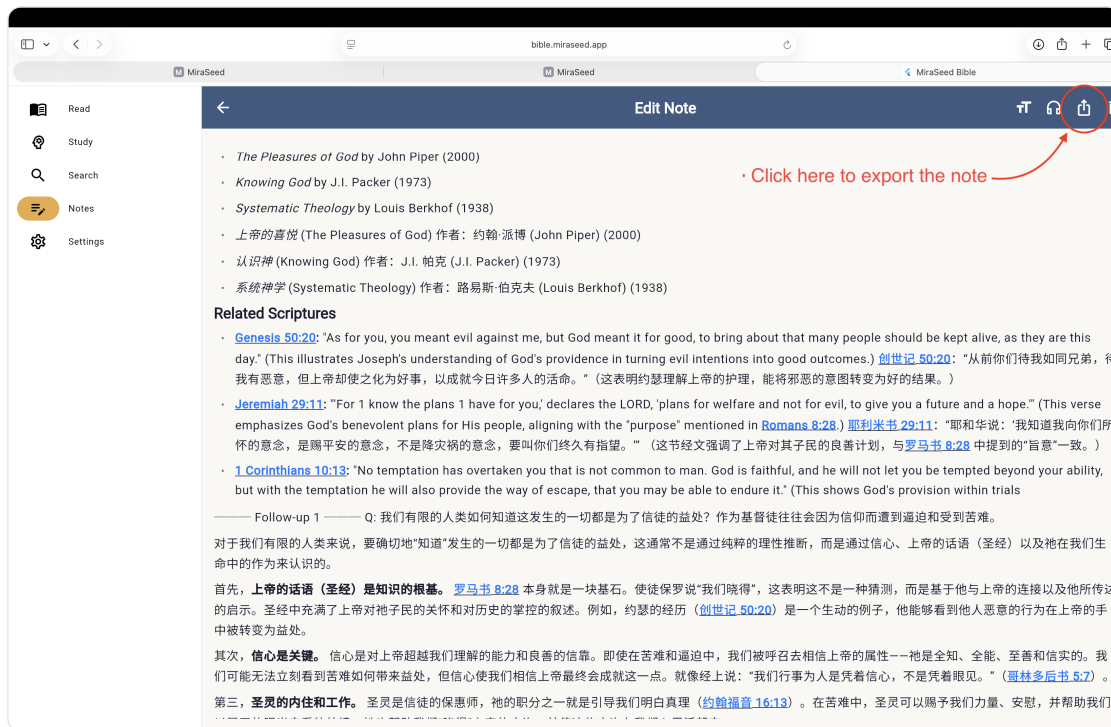 bible.miraseed.app
M MiraSeed
M MiraSeed
MiraSeed Bible
Read
Study
Search
Notes
Settings
Edit Note
· Click here to export the note
· The Pleasures of God by John Piper (2000)
· Knowing God by J.I. Packer (1973)
· Systematic Theology by Louis Berkhof (1938)
· 上帝的喜悦 (The Pleasures of God) 作者：约翰·派博 (John Piper) (2000)
· 认识神 (Knowing God) 作者：J.I. 帕克 (J.I. Packer) (1973)
· 系统神学 (Systematic Theology) 作者：路易斯·伯克夫 (Louis Berkhof) (1938)
Related Scriptures
· Genesis 50:20: "As for you, you meant evil against me, but God meant it for good, to bring about that many people should be kept alive, as they are this
day." (This illustrates Joseph's understanding of God's providence in turning evil intentions into good outcomes.) 创世记 50:20：“从前你们待我如同兄弟，待
我有恶意，但上帝却使之化为好事，以成就今日许多人的活命。”（这表明约瑟理解上帝的护理，能将邪恶的意图转变为好的结果。）
· Jeremiah 29:11: "'For 1 know the plans 1 have for you,' declares the LORD, 'plans for welfare and not for evil, to give you a future and a hope.'" (This verse
emphasizes God's benevolent plans for His people, aligning with the "purpose" mentioned in Romans 8:28.) 耶利米书 29:11：“耶和华说：‘我知道我向你们所
怀的意念，是赐平安的意念，不是降灾祸的意念，要叫你们终久有指望。’” （这节经文强调了上帝对其子民的良善计划，与罗马书 8:28 中提到的“旨意”一致。）
· 1 Corinthians 10:13: "No temptation has overtaken you that is not common to man. God is faithful, and he will not let you be tempted beyond your ability,
but with the temptation he will also provide the way of escape, that you may be able to endure it." (This shows God's provision within trials
——— Follow-up 1 ——— Q: 我们有限的人类如何知道这发生的一切都是为了信徒的益处？作为基督徒往往会因为信仰而遭到逼迫和受到苦难。
对于我们有限的人类来说，要确切地“知道”发生的一切都是为了信徒的益处，这通常不是通过纯粹的理性推断，而是通过信心、上帝的话语（圣经）以及祂在我们生
命中的作为来认识的。
首先，上帝的话语（圣经）是知识的根基。 罗马书 8:28 本身就是一块基石。使徒保罗说“我们晓得”，这表明这不是一种猜测，而是基于他与上帝的连接以及他所传达
的启示。圣经中充满了上帝对祂子民的关怀和对历史的掌控的叙述。例如，约瑟的经历（创世记 50:20）是一个生动的例子，他能够看到他人恶意的行为在上帝的手
中被转变为益处。
其次，信心是关键。 信心是对上帝超越我们理解的能力和良善的信靠。即使在苦难和逼迫中，我们被呼召去相信上帝的属性——祂是全知、全能、至善和信实的。我
们可能无法立刻看到苦难如何带来益处，但信心使我们相信上帝最终会成就这一点。就像经上说：“我们行事为人是凭着信心，不是凭着眼见。”（哥林多后书 5:7）。
第三，圣灵的内住和工作。 圣灵是信徒的保惠师，祂的职分之一就是引导我们明白真理（约翰福音 16:13）。在苦难中，圣灵可以赐予我们力量、安慰，并帮助我们